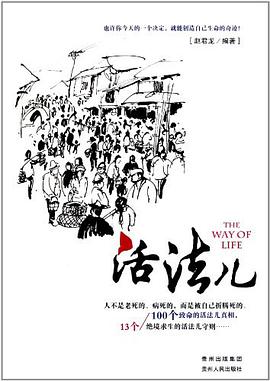 也许你今天的一个决定，就能创造自己生命的奇迹！
[ 赵君龙／编著 ]
THE
WAY OF
LIFE
活法儿
人不是老死的、病死的，而是被自己折腾死的。
100个致命的活法儿真相，
13个绝境求生的活法儿守则……
贵州出版集团
贵州人民出版社